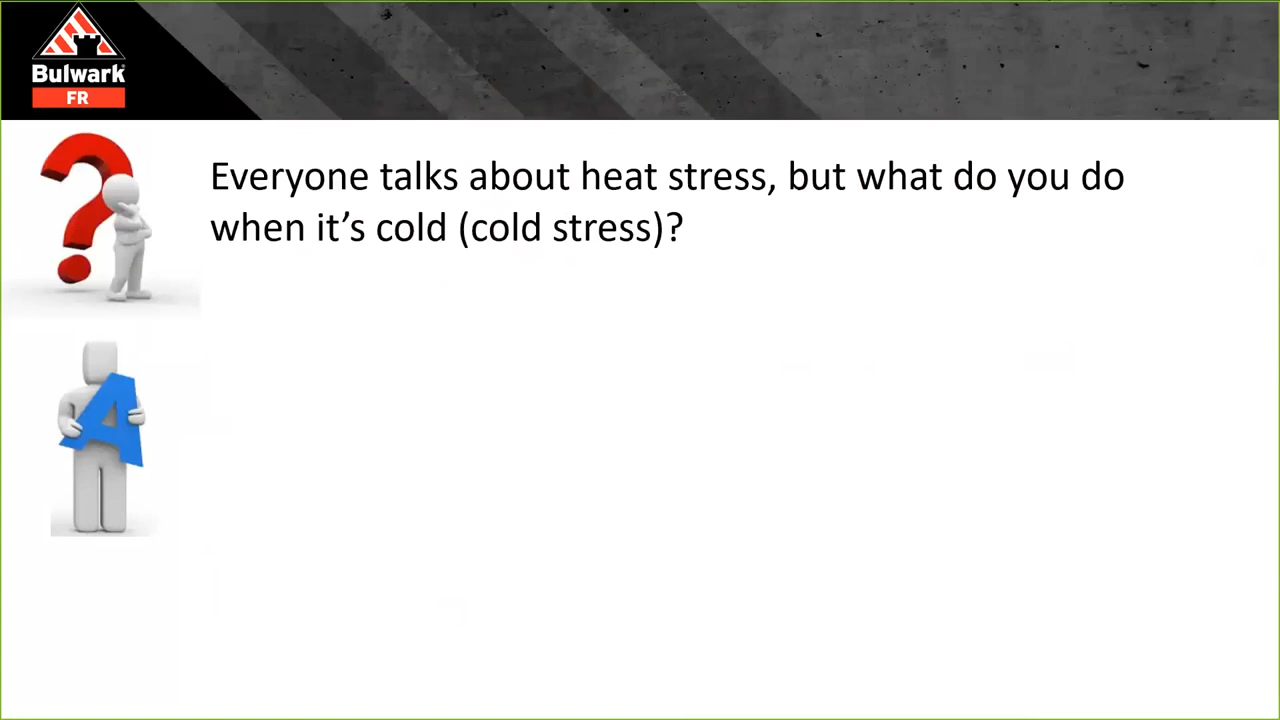 Bulwark
FR
Everyone talks about heat stress, but what do you do
when it’s cold (cold stress)?
A